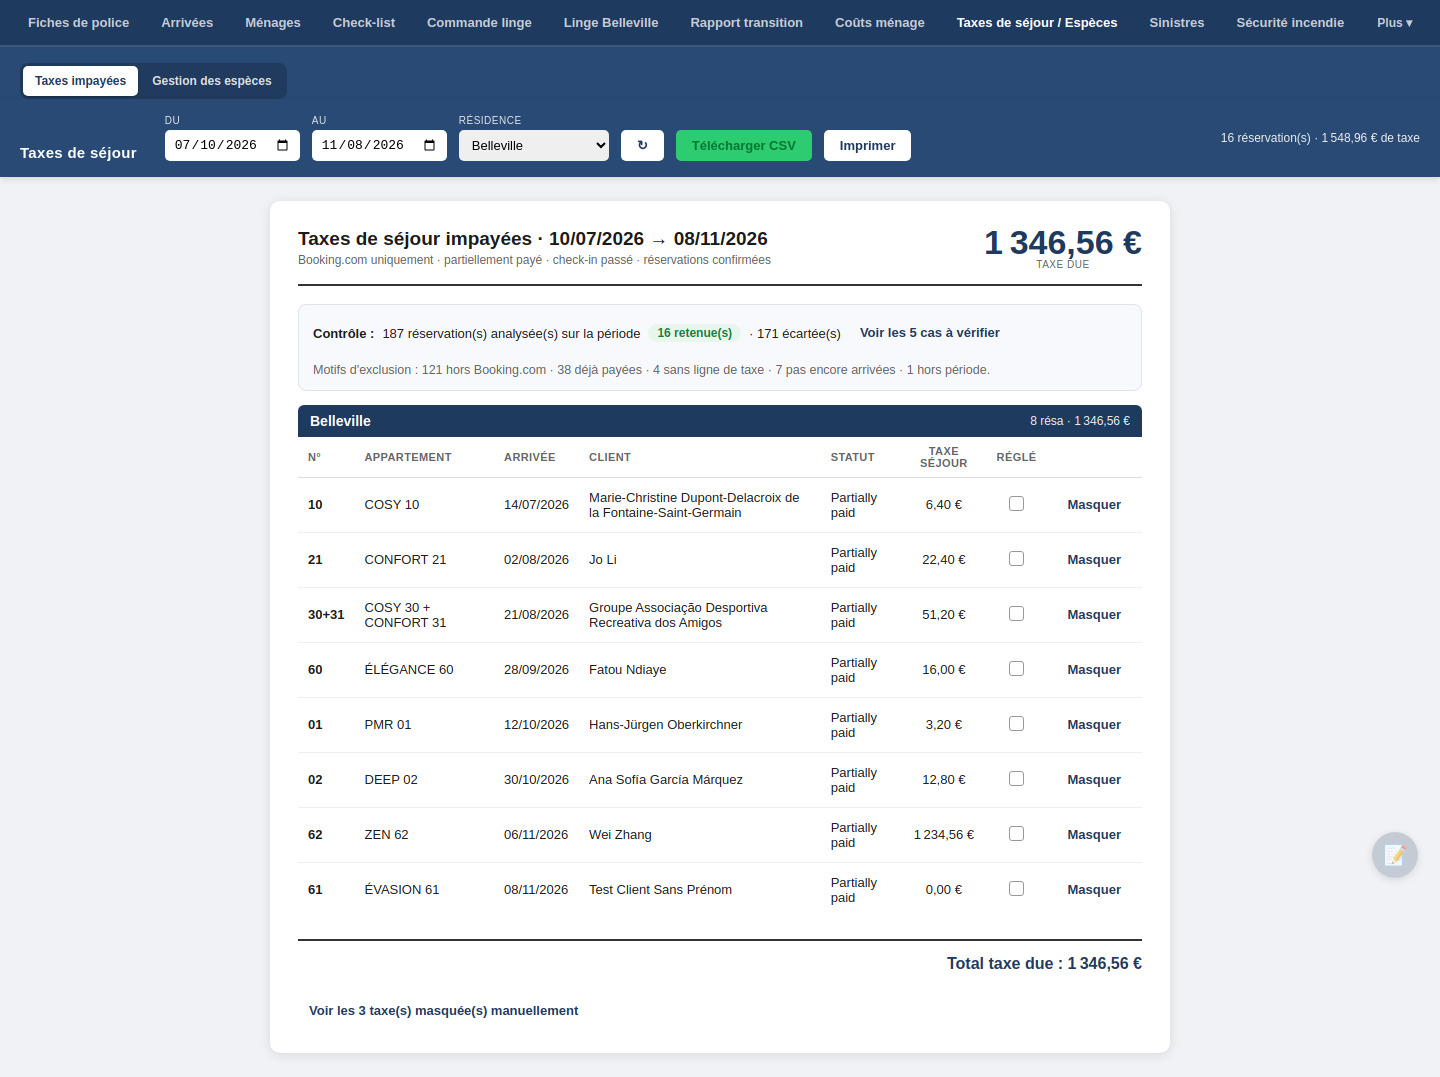 Fiches de police Arrivées Ménages Check-list Commande linge Linge Belleville Rapport transition Coûts ménage Taxes de séjour / Espèces Sinistres Sécurité incendie Plus ▾
Taxes impayées Gestion des espèces
DU AU RÉSIDENCE
Taxes de séjour 07/10/2026 11/08/2026 Belleville ↻ Télécharger CSV Imprimer 16 réservation(s) · 1 548,96 € de taxe
Taxes de séjour impayées · 10/07/2026 → 08/11/2026 1 346,56 €
Booking.com uniquement · partiellement payé · check-in passé · réservations confirmées TAXE DUE
Contrôle : 187 réservation(s) analysée(s) sur la période 16 retenue(s) · 171 écartée(s) Voir les 5 cas à vérifier
Motifs d'exclusion : 121 hors Booking.com · 38 déjà payées · 4 sans ligne de taxe · 7 pas encore arrivées · 1 hors période.
Belleville 8 résa · 1 346,56 €
N° APPARTEMENT ARRIVÉE CLIENT STATUT TAXE SÉJOUR RÉGLÉ
10 COSY 10 14/07/2026 Marie-Christine Dupont-Delacroix de la Fontaine-Saint-Germain Partially paid 6,40 € Masquer
21 CONFORT 21 02/08/2026 Jo Li Partially paid 22,40 € Masquer
30+31 COSY 30 + CONFORT 31 21/08/2026 Groupe Associação Desportiva Recreativa dos Amigos Partially paid 51,20 € Masquer
60 ÉLÉGANCE 60 28/09/2026 Fatou Ndiaye Partially paid 16,00 € Masquer
01 PMR 01 12/10/2026 Hans-Jürgen Oberkirchner Partially paid 3,20 € Masquer
02 DEEP 02 30/10/2026 Ana Sofía García Márquez Partially paid 12,80 € Masquer
62 ZEN 62 06/11/2026 Wei Zhang Partially paid 1 234,56 € Masquer
61 ÉVASION 61 08/11/2026 Test Client Sans Prénom Partially paid 0,00 € Masquer
Total taxe due : 1 346,56 €
Voir les 3 taxe(s) masquée(s) manuellement